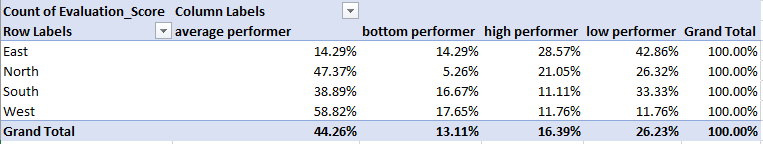 Count of Evaluation_Score Column Labels
Row Labels average performer bottom performer high performer low performer Grand Total
East 14.29% 14.29% 28.57% 42.86% 100.00%
North 47.37% 5.26% 21.05% 26.32% 100.00%
South 38.89% 16.67% 11.11% 33.33% 100.00%
West 58.82% 17.65% 11.76% 11.76% 100.00%
Grand Total 44.26% 13.11% 16.39% 26.23% 100.00%